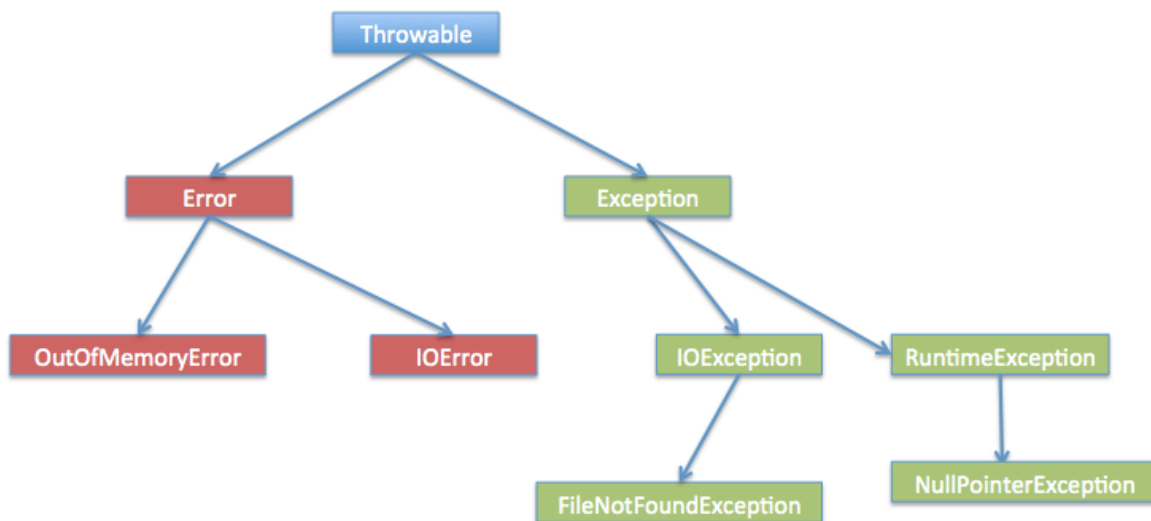 Throwable
Error
Exception
OutOfMemoryError
IOError
IOException
RuntimeException
FileNotFoundException
NullPointerException